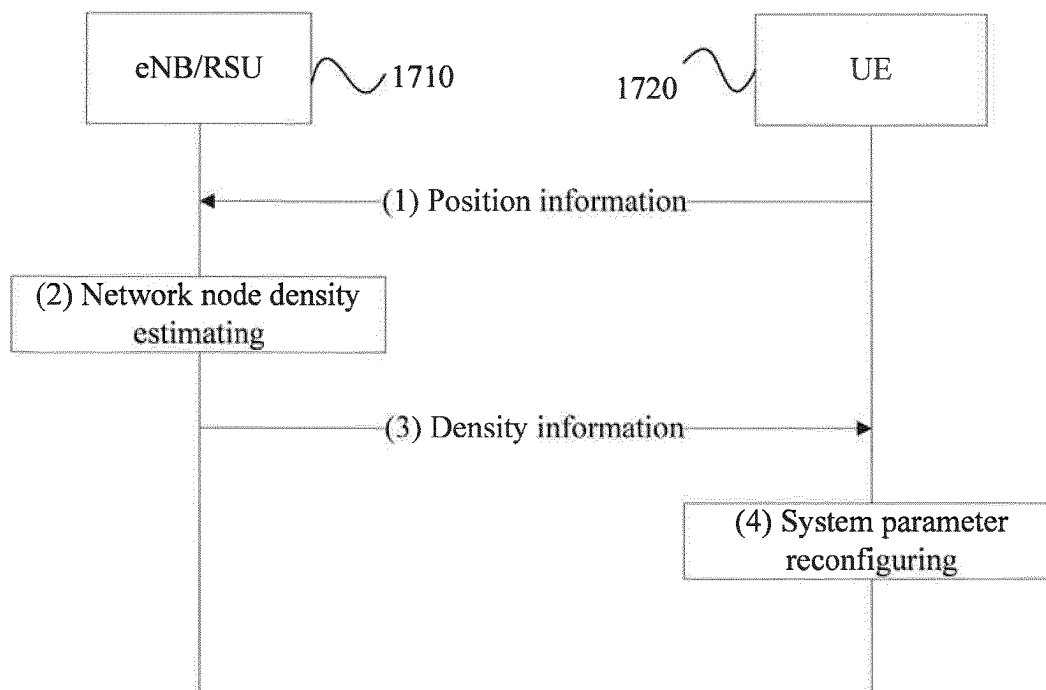 eNB/RSU
1710
1720
UE
(1) Position information
(2) Network node density
estimating
(3) Density information
(4) System parameter
reconfiguring